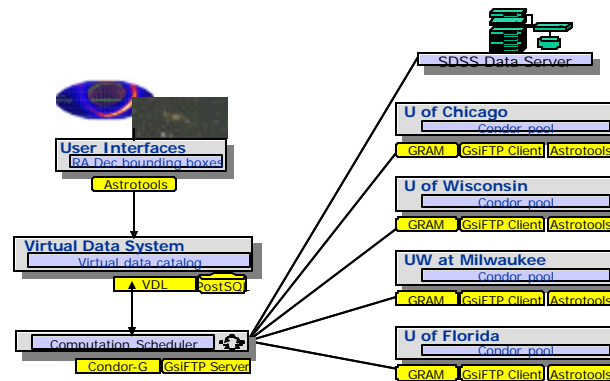 SDSS Data Server
User Interfaces
RA Dec bounding boxes
Astrotools
Virtual Data System
Virtual data catalog
VDL
PostSQL
Computation Scheduler
Condor-G
GsiFTP Server
U of Chicago
Condor pool
GRAM
GsiFTP Client
Astrotools
U of Wisconsin
Condor pool
GRAM
GsiFTP Client
Astrotools
UW at Milwaukee
Condor pool
GRAM
GsiFTP Client
Astrotools
U of Florida
Condor pool
GRAM
GsiFTP Client
Astrotools